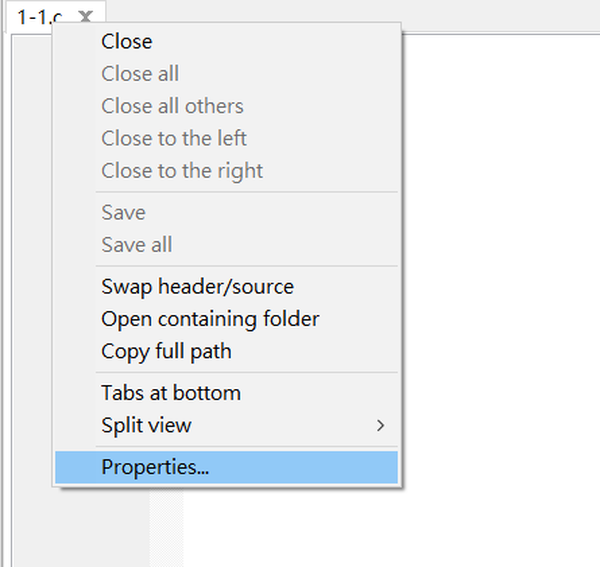 1-1.c
Close
Close all
Close all others
Close to the left
Close to the right
Save
Save all
Swap header/source
Open containing folder
Copy full path
Tabs at bottom
Split view
Properties...